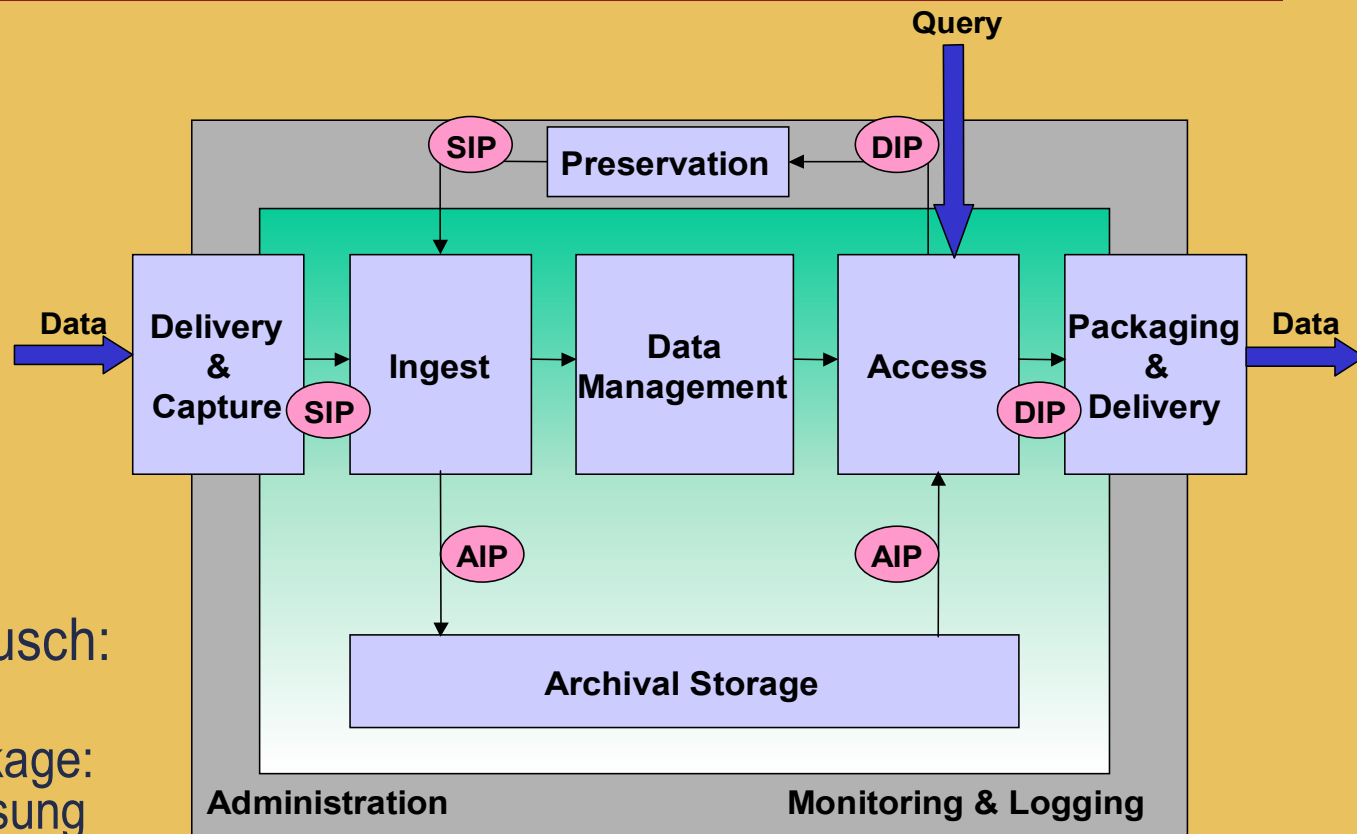 Query
SIP
Preservation
DIP
Data
Delivery
&
Capture
SIP
Ingest
Data
Management
Access
DIP
Packaging
&
Delivery
Data
AIP
AIP
usch:
Archival Storage
kage:
sung
Administration
Monitoring & Logging